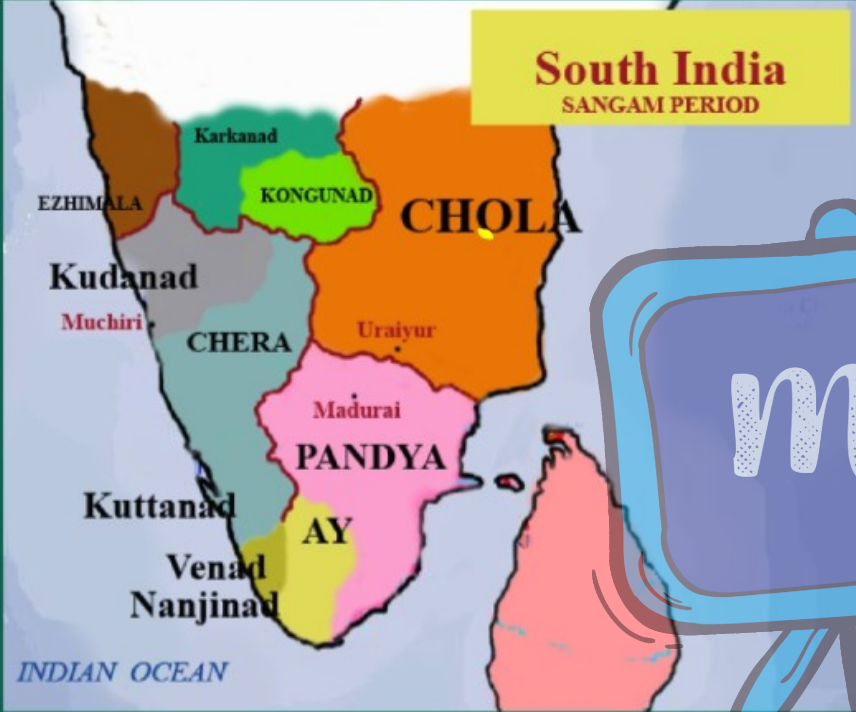 South India
SANGAM PERIOD
Karkanad
KONGUNAD
EZHIMALA
CHOLA
Kudanad
Muchiri
CHERA
Uraiyur
Madurai
PANDYA
Kuttanad
AY
Venad
Nanjinad
INDIAN OCEAN